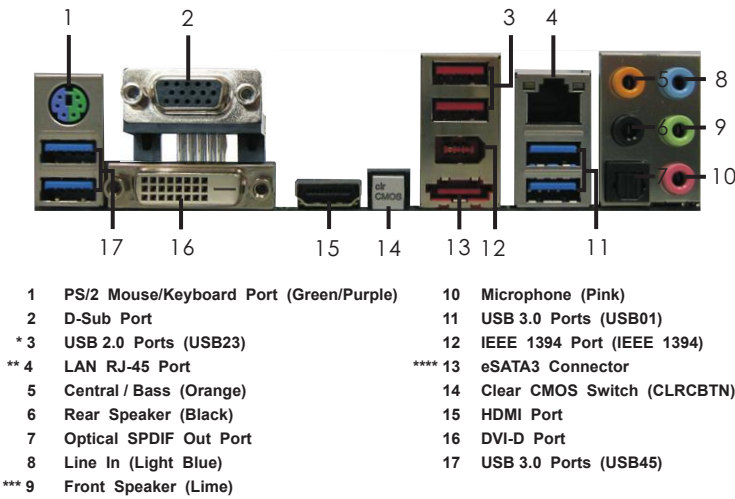 1 2 3 4
5 8
6 9
7 10
clr
CMOS
17 16 15 14 13 12 11
1 PS/2 Mouse/Keyboard Port (Green/Purple)
2 D-Sub Port
* 3 USB 2.0 Ports (USB23)
** 4 LAN RJ-45 Port
5 Central / Bass (Orange)
6 Rear Speaker (Black)
7 Optical SPDIF Out Port
8 Line In (Light Blue)
*** 9 Front Speaker (Lime)
10 Microphone (Pink)
11 USB 3.0 Ports (USB01)
12 IEEE 1394 Port (IEEE 1394)
**** 13 eSATA3 Connector
14 Clear CMOS Switch (CLRCBTN)
15 HDMI Port
16 DVI-D Port
17 USB 3.0 Ports (USB45)